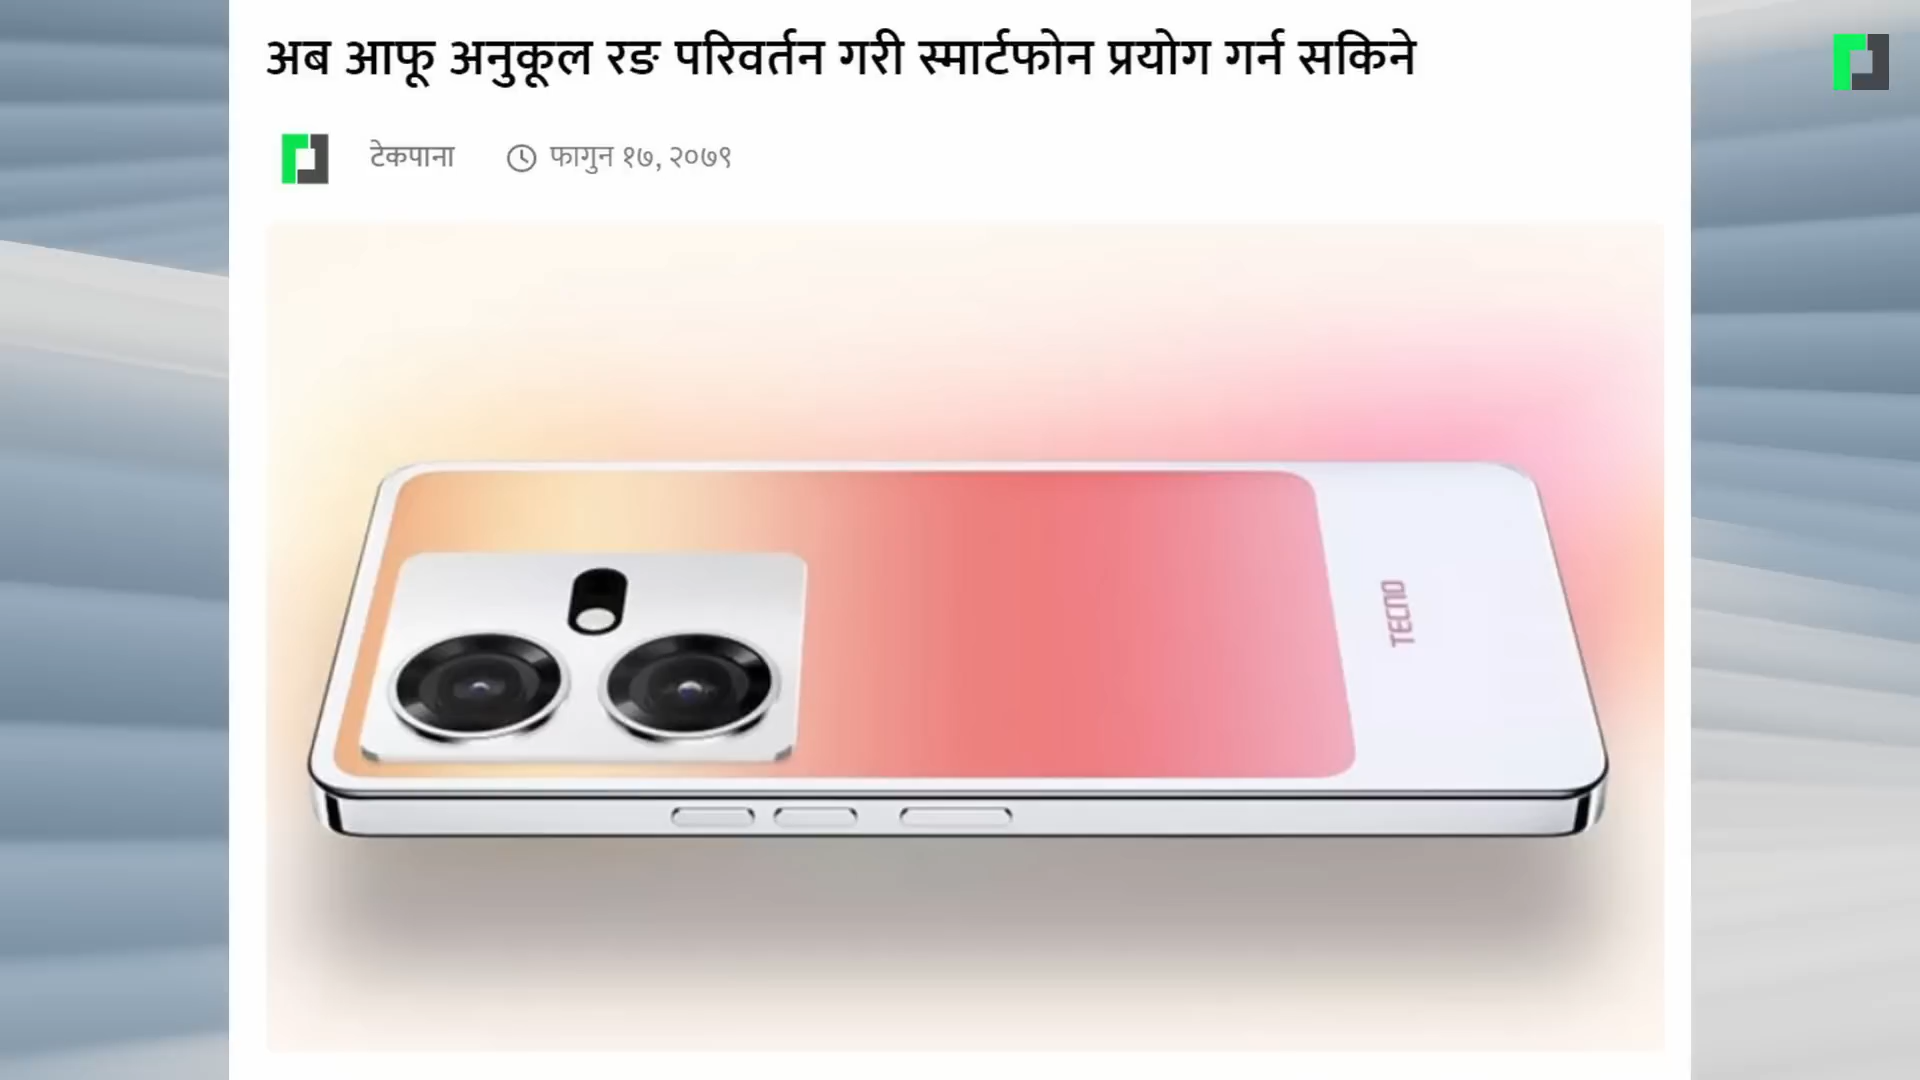 अब आफू अनुकूल रङ परिवर्तन गरी स्मार्टफोन प्रयोग गर्न सकिने
टेकपाना
फागुन १७, २०७९
TECNO